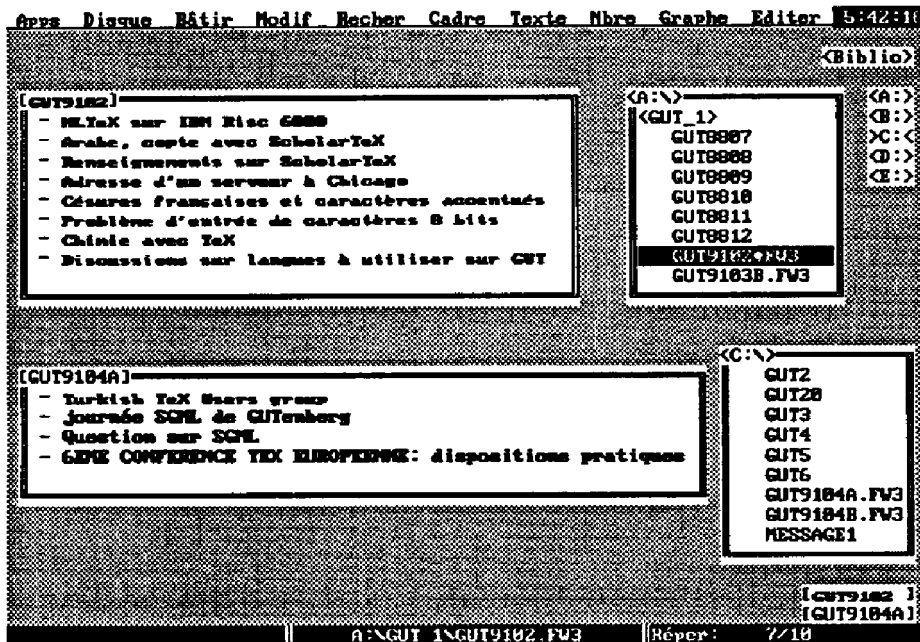 Apps Disque Bâtir Modif Recher Cadre Texte Nbre Graphe Editer 5:42:1
<Biblio>
[GUT9102]
- MLTeX sur IBM Risc 6000
- Arabe, copte avec ScholarTeX
- Renseignements sur ScholarTeX
- Adresse d'un serveur à Chicago
- Césures françaises et caractères accentués
- Problème d'entrée de caractères 8 bits
- Chimie avec TeX
- Discussions sur langues à utiliser sur GUT
<A:\>
<GUT_1>
GUT8807
GUT8808
GUT8809
GUT8810
GUT8811
GUT8812
GUT9102.FW3
GUT9103B.FW3
<A:>
<B:>
>C:<
<D:>
<E:>
[GUT9104A]
- Turkish TeX Users group
- journée SGML de GUTenberg
- Question sur SGML
- 6EME CONFERENCE TEX EUROPEENNE: dispositions pratiques
<C:\>
GUT2
GUT20
GUT3
GUT4
GUT5
GUT6
GUT9104A.FW3
GUT9104B.FW3
MESSAGE1
[GUT9102 ]
[GUT9104A]
A:\GUT_1\GUT9102.FW3 Réper: 7/10